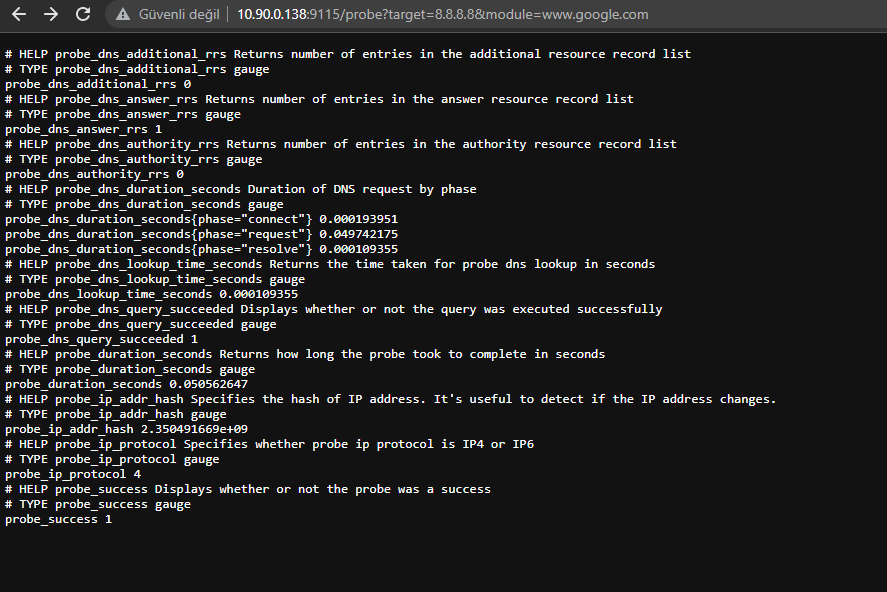 Güvenli değil
10.90.0.138:9115/probe?target=8.8.8.8&module=www.google.com
# HELP probe_dns_additional_rrs Returns number of entries in the additional resource record list
# TYPE probe_dns_additional_rrs gauge
probe_dns_additional_rrs 0
# HELP probe_dns_answer_rrs Returns number of entries in the answer resource record list
# TYPE probe_dns_answer_rrs gauge
probe_dns_answer_rrs 1
# HELP probe_dns_authority_rrs Returns number of entries in the authority resource record list
# TYPE probe_dns_authority_rrs gauge
probe_dns_authority_rrs 0
# HELP probe_dns_duration_seconds Duration of DNS request by phase
# TYPE probe_dns_duration_seconds gauge
probe_dns_duration_seconds{phase="connect"} 0.000193951
probe_dns_duration_seconds{phase="request"} 0.049742175
probe_dns_duration_seconds{phase="resolve"} 0.000109355
# HELP probe_dns_lookup_time_seconds Returns the time taken for probe dns lookup in seconds
# TYPE probe_dns_lookup_time_seconds gauge
probe_dns_lookup_time_seconds 0.000109355
# HELP probe_dns_query_succeeded Displays whether or not the query was executed successfully
# TYPE probe_dns_query_succeeded gauge
probe_dns_query_succeeded 1
# HELP probe_duration_seconds Returns how long the probe took to complete in seconds
# TYPE probe_duration_seconds gauge
probe_duration_seconds 0.050562647
# HELP probe_ip_addr_hash Specifies the hash of IP address. It's useful to detect if the IP address changes.
# TYPE probe_ip_addr_hash gauge
probe_ip_addr_hash 2.350491669e+09
# HELP probe_ip_protocol Specifies whether probe ip protocol is IP4 or IP6
# TYPE probe_ip_protocol gauge
probe_ip_protocol 4
# HELP probe_success Displays whether or not the probe was a success
# TYPE probe_success gauge
probe_success 1